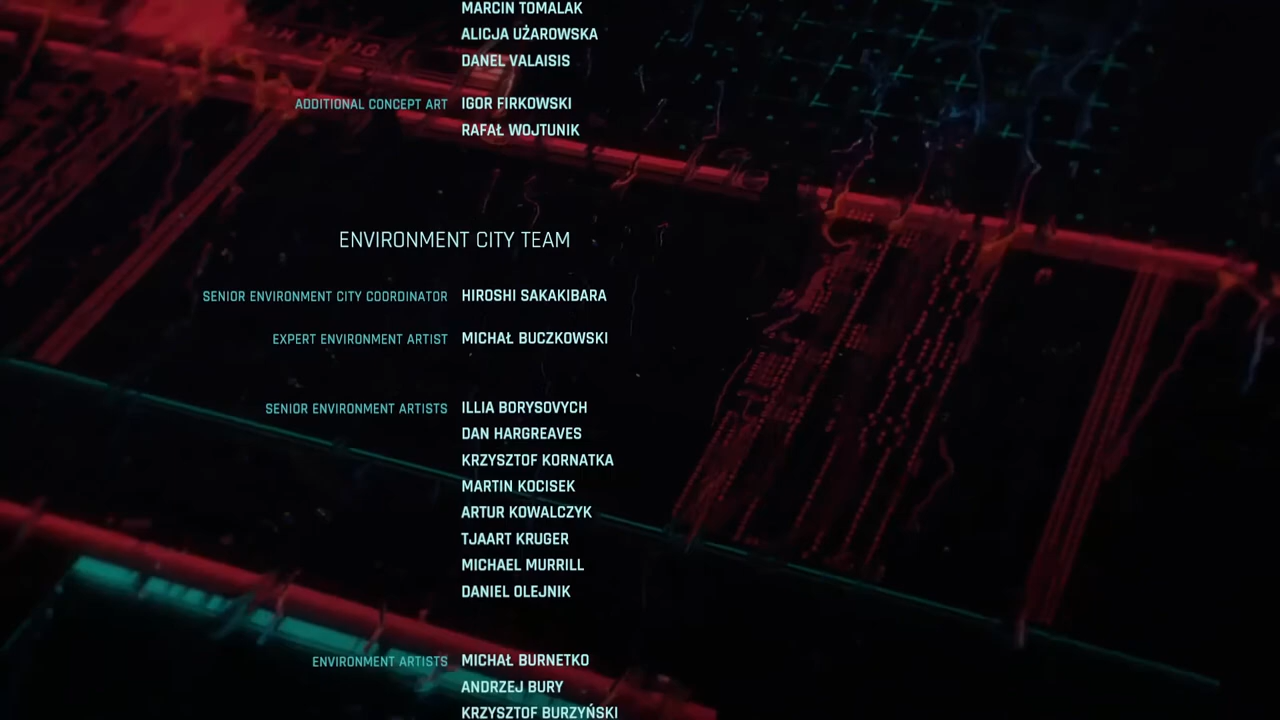 MARCIN TOMALAK
ALICJA UŻAROWSKA
DANEL VALAISIS
ADDITIONAL CONCEPT ART IGOR FIRKOWSKI
RAFAŁ WOJTUNIK
ENVIRONMENT CITY TEAM
SENIOR ENVIRONMENT CITY COORDINATOR HIROSHI SAKAKIBARA
EXPERT ENVIRONMENT ARTIST MICHAŁ BUCZKOWSKI
SENIOR ENVIRONMENT ARTISTS ILLIA BORYSOVYCH
DAN HARGREAVES
KRZYSZTOF KORNATKA
MARTIN KOCISEK
ARTUR KOWALCZYK
TJAART KRUGER
MICHAEL MURRILL
DANIEL OLEJNIK
ENVIRONMENT ARTISTS MICHAŁ BURNETKO
ANDRZEJ BURY
KRZYSZTOF BURZYŃSKI